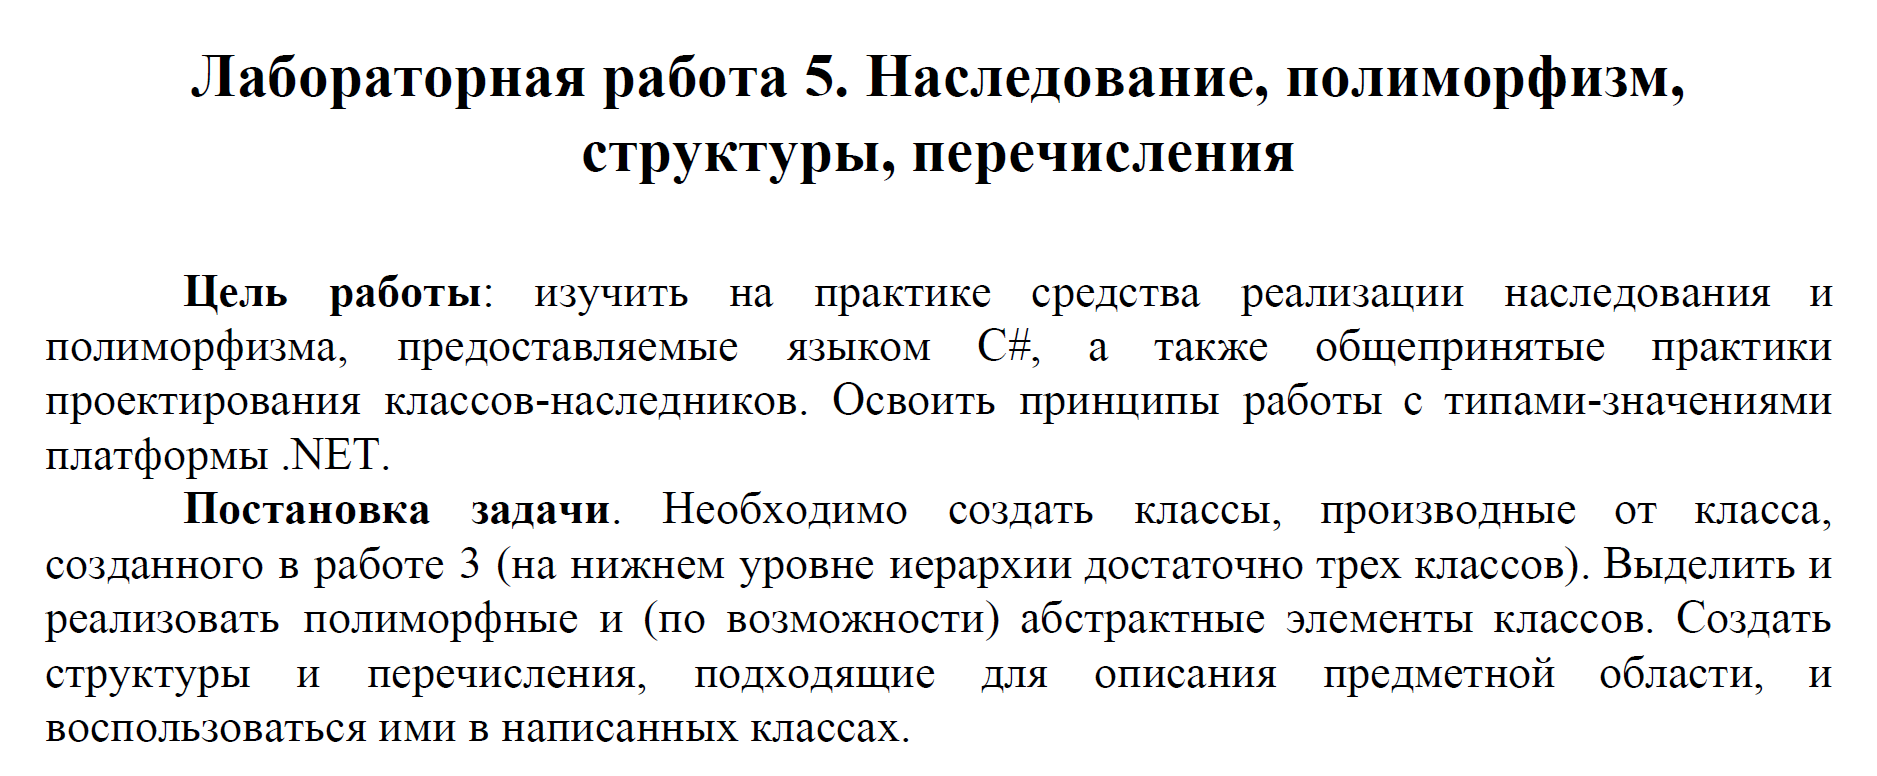 Лабораторная работа 5. Наследование, полиморфизм,
структуры, перечисления
Цель работы: изучить на практике средства реализации наследования и
полиморфизма, предоставляемые языком C#, а также общепринятые практики
проектирования классов-наследников. Освоить принципы работы с типами-значениями
платформы .NET.
Постановка задачи. Необходимо создать классы, производные от класса,
созданного в работе 3 (на нижнем уровне иерархии достаточно трех классов). Выделить и
реализовать полиморфные и (по возможности) абстрактные элементы классов. Создать
структуры и перечисления, подходящие для описания предметной области, и
воспользоваться ими в написанных классах.